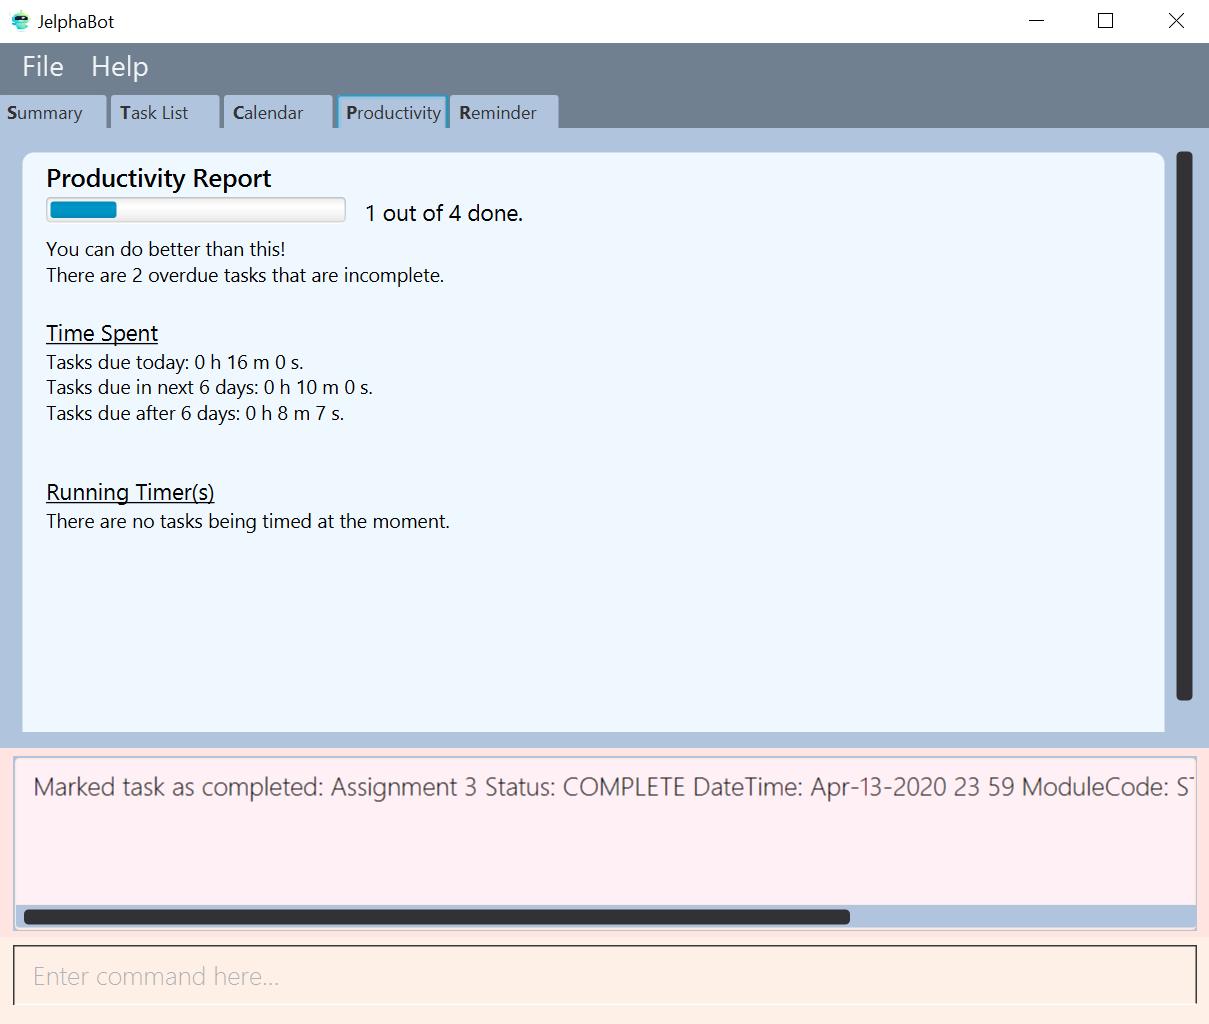 JelphaBot
File Help
Summary Task List Calendar Productivity Reminder
Productivity Report
1 out of 4 done.
You can do better than this!
There are 2 overdue tasks that are incomplete.
Time Spent
Tasks due today: 0 h 16 m 0 s.
Tasks due in next 6 days: 0 h 10 m 0 s.
Tasks due after 6 days: 0 h 8 m 7 s.
Running Timer(s)
There are no tasks being timed at the moment.
Marked task as completed: Assignment 3 Status: COMPLETE DateTime: Apr-13-2020 23 59 ModuleCode:
Enter command here...